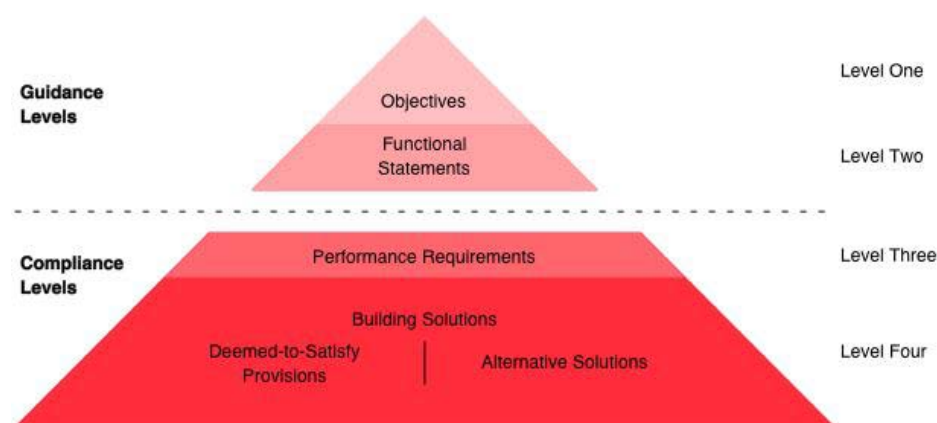 Guidance
Levels
Objectives
Level One
Functional
Statements
Level Two
Compliance
Levels
Performance Requirements
Level Three
Building Solutions
Deemed-to-Satisfy
Provisions
Alternative Solutions
Level Four